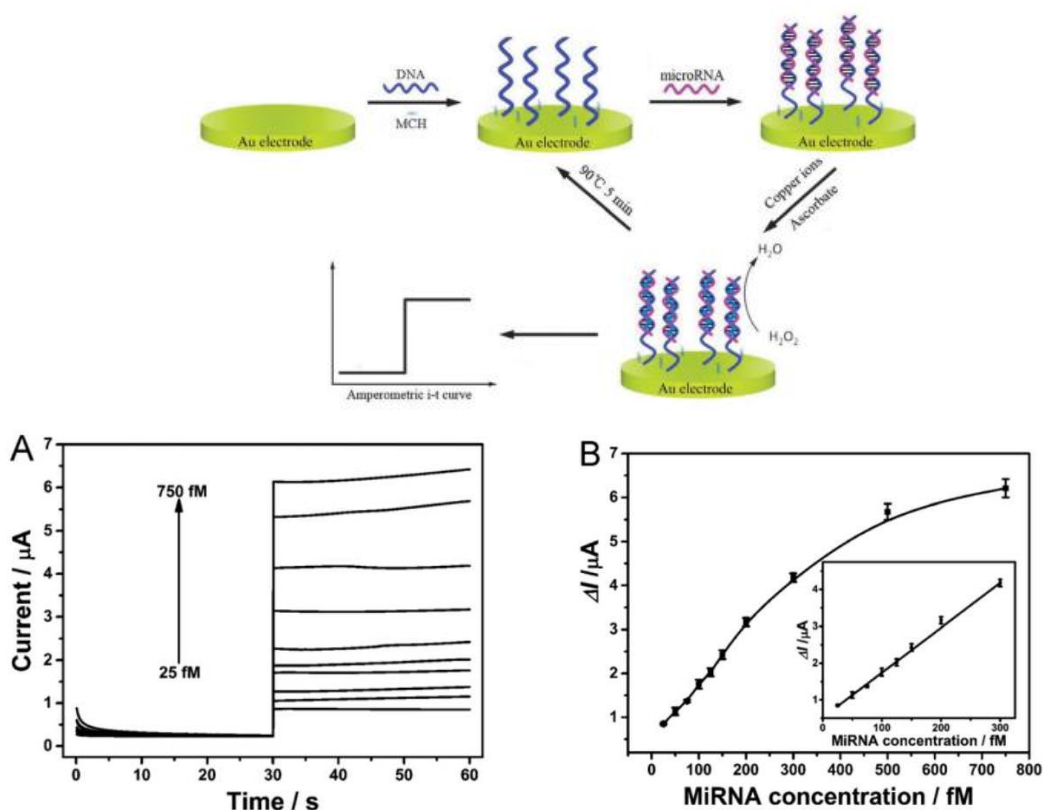 DNA
MCH
microRNA
Au electrode
Au electrode
Au electrode
90℃ 5 min
Copper ions
Ascorbate
H₂O
H₂O₂
Au electrode
Amperometric i-t curve
A
7
6
5
4
3
2
1
0
Current / µA
750 fM
25 fM
0 10 20 30 40 50 60
Time / s
B
7
6
5
4
3
2
1
ΔI /µA
4
3
2
1
ΔI /µA
0 100 200 300
MiRNA concentration / fM
0 100 200 300 400 500 600 700 800
MiRNA concentration / fM